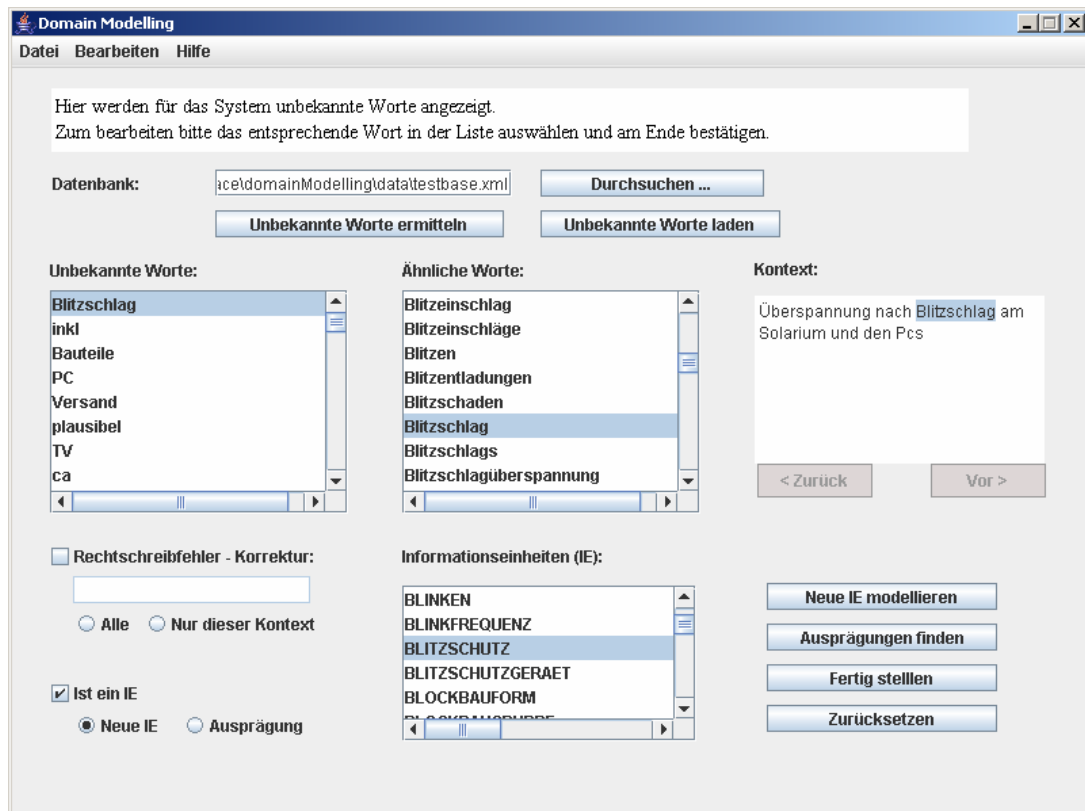 Domain Modelling
Datei Bearbeiten Hilfe
Hier werden für das System unbekannte Worte angezeigt.
Zum bearbeiten bitte das entsprechende Wort in der Liste auswählen und am Ende bestätigen.
Datenbank: ace\domainModelling\data\testbase.xml Durchsuchen ...
Unbekannte Worte ermitteln Unbekannte Worte laden
Unbekannte Worte:
Blitzschlag
inkl
Bauteile
PC
Versand
plausibel
TV
ca
Ähnliche Worte:
Blitzeinschlag
Blitzeinschläge
Blitzen
Blitzentladungen
Blitzschaden
Blitzschlag
Blitzschlags
Blitzschlagüberspannung
Kontext:
Überspannung nach Blitzschlag am
Solarium und den Pcs
< Zurück Vor >
Rechtschreibfehler - Korrektur:
Alle Nur dieser Kontext
Ist ein IE
Neue IE Ausprägung
Informationseinheiten (IE):
BLINKEN
BLINKFREQUENZ
BLITZSCHUTZ
BLITZSCHUTZGERAET
BLOCKBAUFORM
Neue IE modellieren
Ausprägungen finden
Fertig stelllen
Zurücksetzen